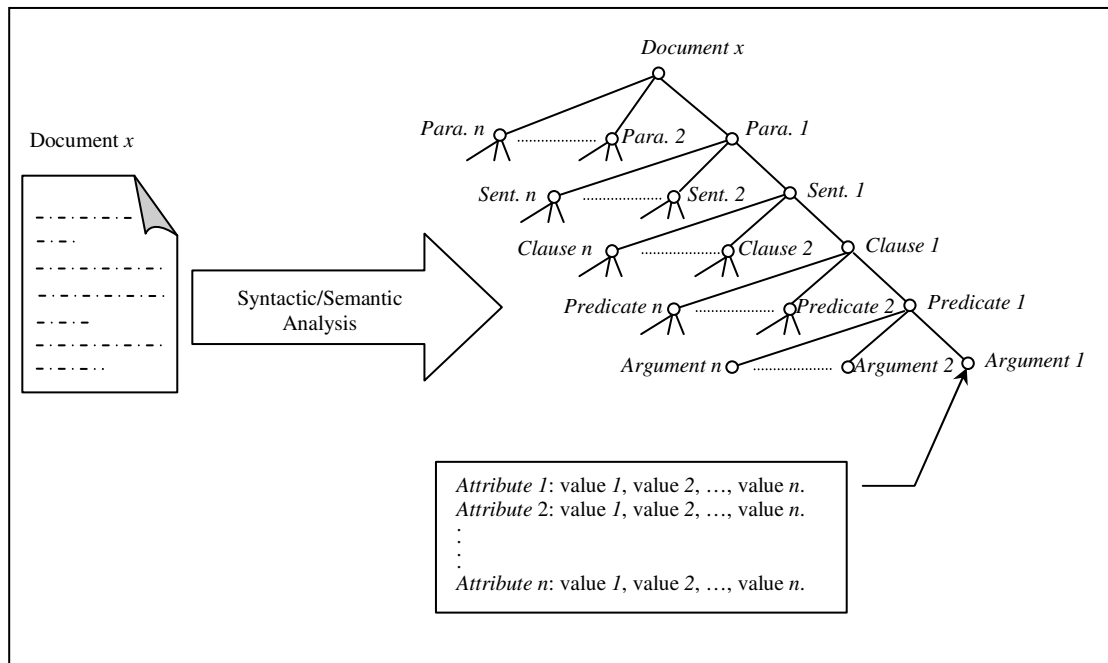 Document x
Para. n
Para. 2
Para. 1
Document x
Sent. n
Sent. 2
Sent. 1
Clause n
Clause 2
Clause 1
Syntactic/Semantic
Analysis
Predicate n
Predicate 2
Predicate 1
Argument n
Argument 2
Argument 1
Attribute 1: value 1, value 2, …, value n.
Attribute 2: value 1, value 2, …, value n.
.
.
.
.
Attribute n: value 1, value 2, …, value n.